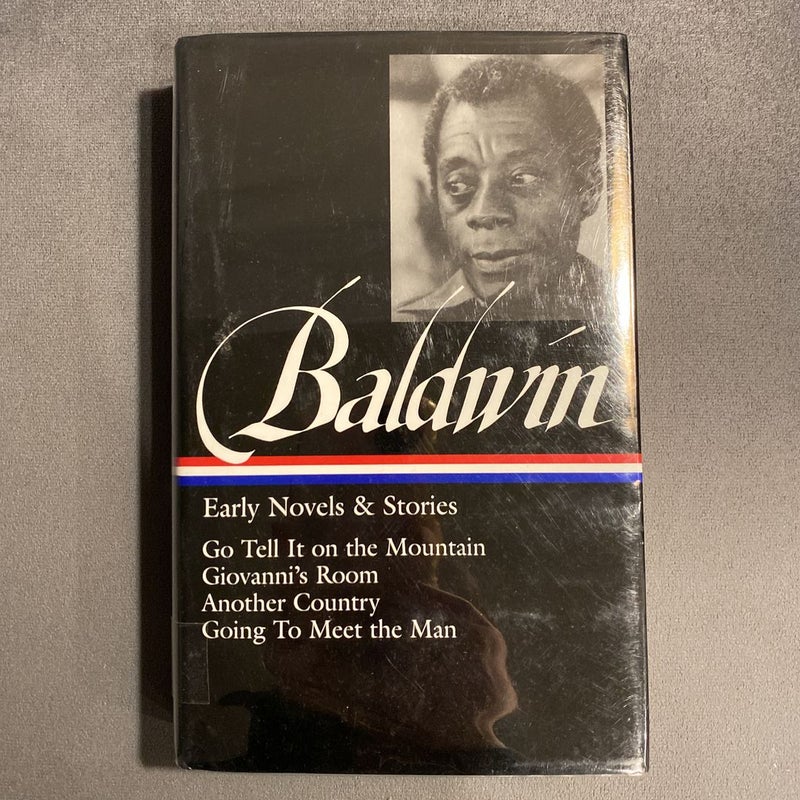 Baldwin
Early Novels & Stories
Go Tell It on the Mountain
Giovanni's Room
Another Country
Going To Meet the Man